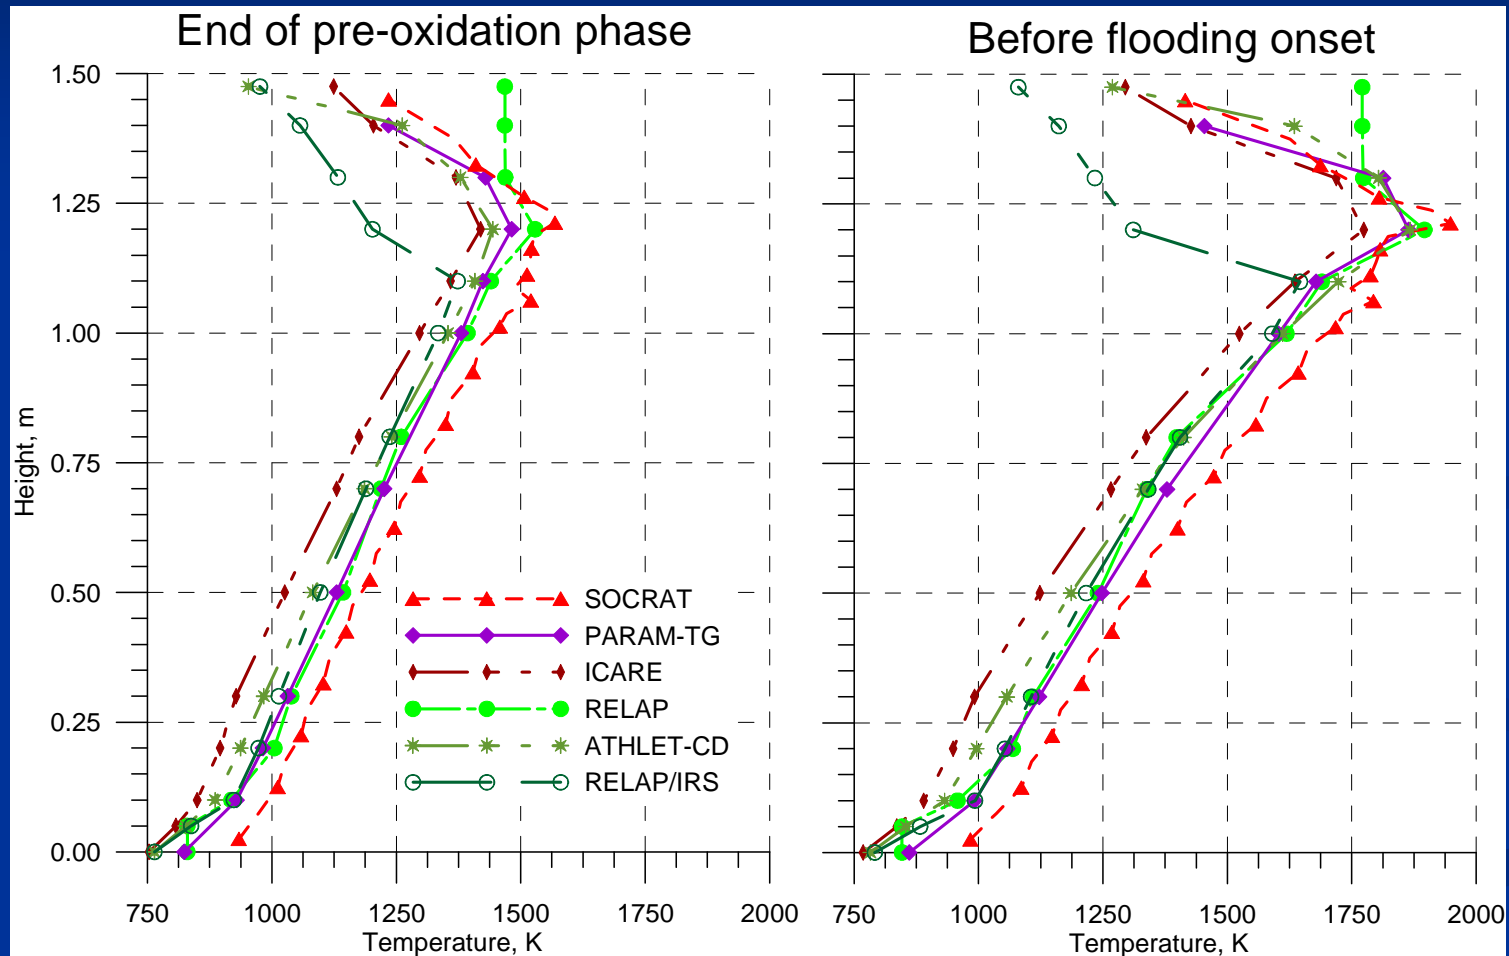 End of pre-oxidation phase
Before flooding onset
1.50
1.25
1.00
0.75
0.50
0.25
0.00
Height, m
SOCRAT
PARAM-TG
ICARE
RELAP
ATHLET-CD
RELAP/IRS
750 1000 1250 1500 1750 2000
Temperature, K
750 1000 1250 1500 1750 2000
Temperature, K